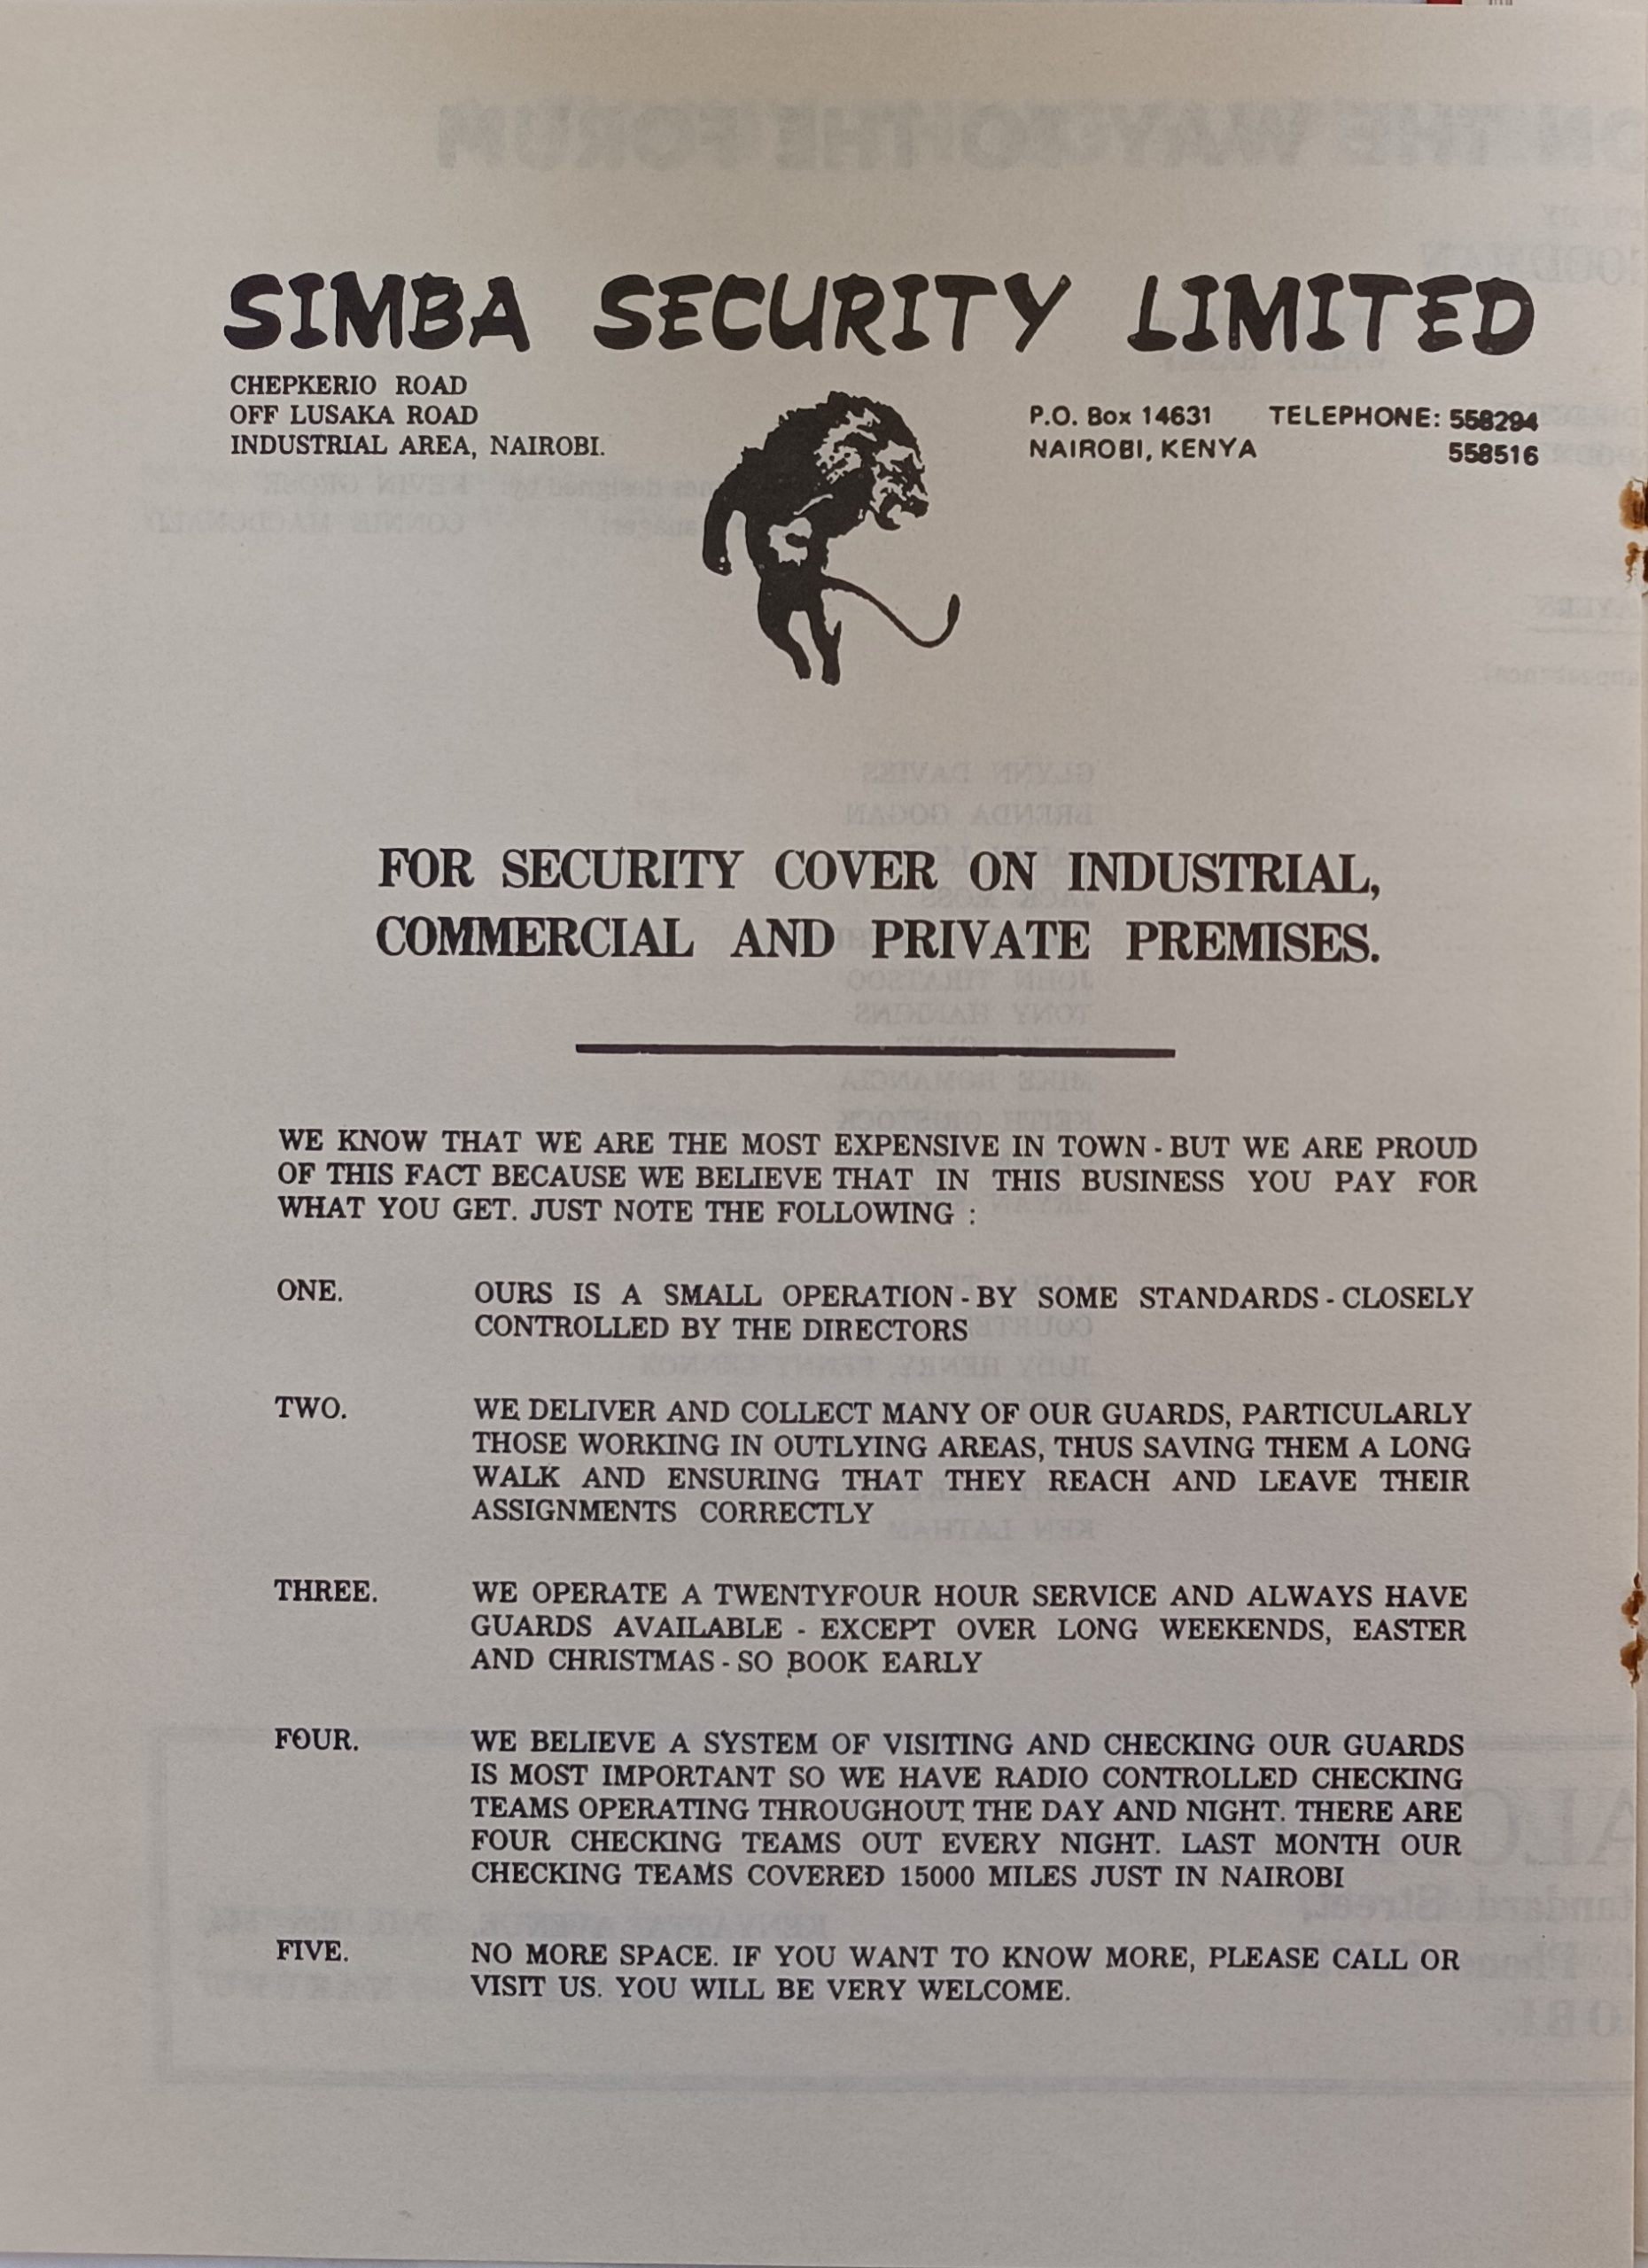 SIMBA SECURITY LIMITED
CHEPKERIO ROAD
OFF LUSAKA ROAD
INDUSTRIAL AREA, NAIROBI.
P.O. Box 14631 TELEPHONE: 558294
NAIROBI, KENYA 558516
FOR SECURITY COVER ON INDUSTRIAL,
COMMERCIAL AND PRIVATE PREMISES.
WE KNOW THAT WE ARE THE MOST EXPENSIVE IN TOWN - BUT WE ARE PROUD
OF THIS FACT BECAUSE WE BELIEVE THAT IN THIS BUSINESS YOU PAY FOR
WHAT YOU GET. JUST NOTE THE FOLLOWING :
ONE. OURS IS A SMALL OPERATION - BY SOME STANDARDS - CLOSELY
CONTROLLED BY THE DIRECTORS
TWO. WE DELIVER AND COLLECT MANY OF OUR GUARDS, PARTICULARLY
THOSE WORKING IN OUTLYING AREAS, THUS SAVING THEM A LONG
WALK AND ENSURING THAT THEY REACH AND LEAVE THEIR
ASSIGNMENTS CORRECTLY
THREE. WE OPERATE A TWENTYFOUR HOUR SERVICE AND ALWAYS HAVE
GUARDS AVAILABLE - EXCEPT OVER LONG WEEKENDS, EASTER
AND CHRISTMAS - SO BOOK EARLY
FOUR. WE BELIEVE A SYSTEM OF VISITING AND CHECKING OUR GUARDS
IS MOST IMPORTANT SO WE HAVE RADIO CONTROLLED CHECKING
TEAMS OPERATING THROUGHOUT THE DAY AND NIGHT. THERE ARE
FOUR CHECKING TEAMS OUT EVERY NIGHT. LAST MONTH OUR
CHECKING TEAMS COVERED 15000 MILES JUST IN NAIROBI
FIVE. NO MORE SPACE. IF YOU WANT TO KNOW MORE, PLEASE CALL OR
VISIT US. YOU WILL BE VERY WELCOME.